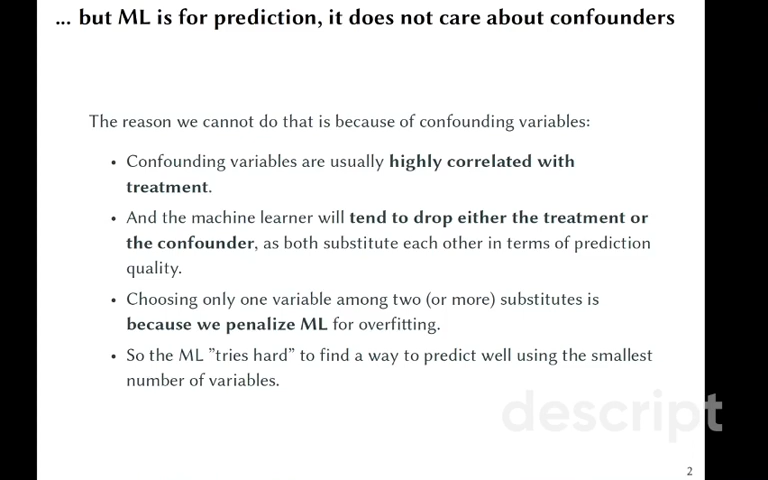 ... but ML is for prediction, it does not care about confounders
The reason we cannot do that is because of confounding variables:
• Confounding variables are usually highly correlated with
treatment.
• And the machine learner will tend to drop either the treatment or
the confounder, as both substitute each other in terms of prediction
quality.
• Choosing only one variable among two (or more) substitutes is
because we penalize ML for overfitting.
• So the ML ”tries hard” to find a way to predict well using the smallest
number of variables.
descript
2